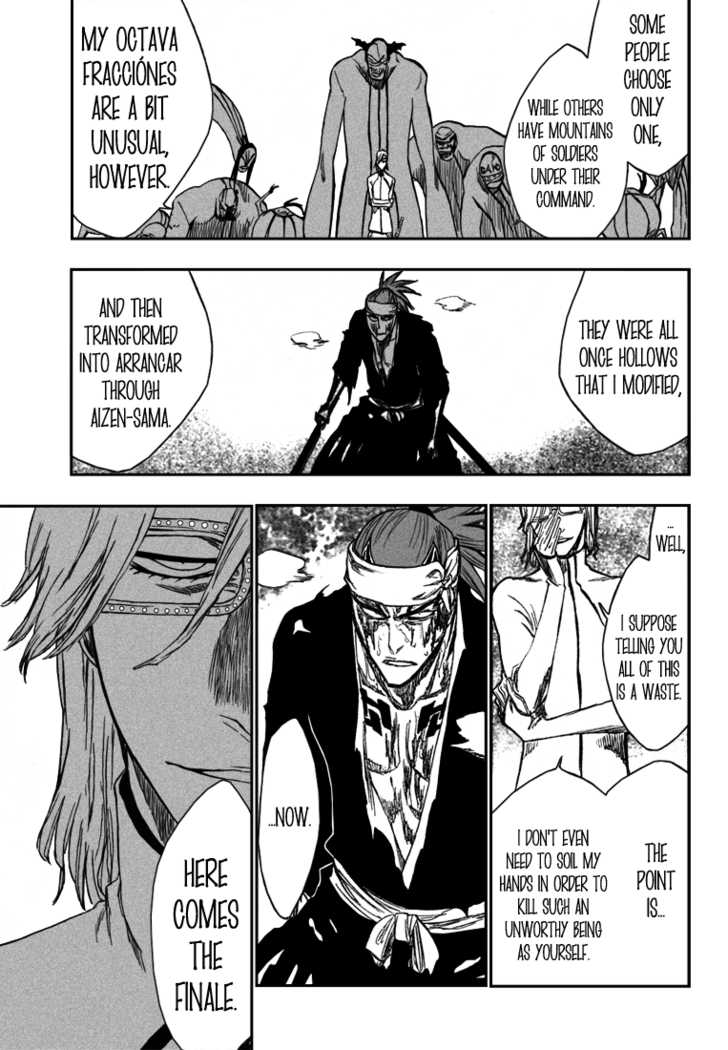 SOME
PEOPLE
CHOOSE
ONLY
ONE,
WHILE OTHERS
HAVE MOUNTAINS
OF SOLDIERS
UNDER THEIR
COMMAND.
MY OCTAVA
FRACCIÓNES
ARE A BIT
UNUSUAL,
HOWEVER.
THEY WERE ALL
ONCE HOLLOWS
THAT I MODIFIED,
AND THEN
TRANSFORMED
INTO ARRANCAR
THROUGH
AIZEN-SAMA.
...
WELL,
I SUPPOSE
TELLING YOU
ALL OF THIS
IS A WASTE.
THE
POINT
IS...
I DON'T EVEN
NEED TO SOIL MY
HANDS IN ORDER TO
KILL SUCH AN
UNWORTHY BEING
AS YOURSELF.
...NOW.
HERE
COMES
THE
FINALE.